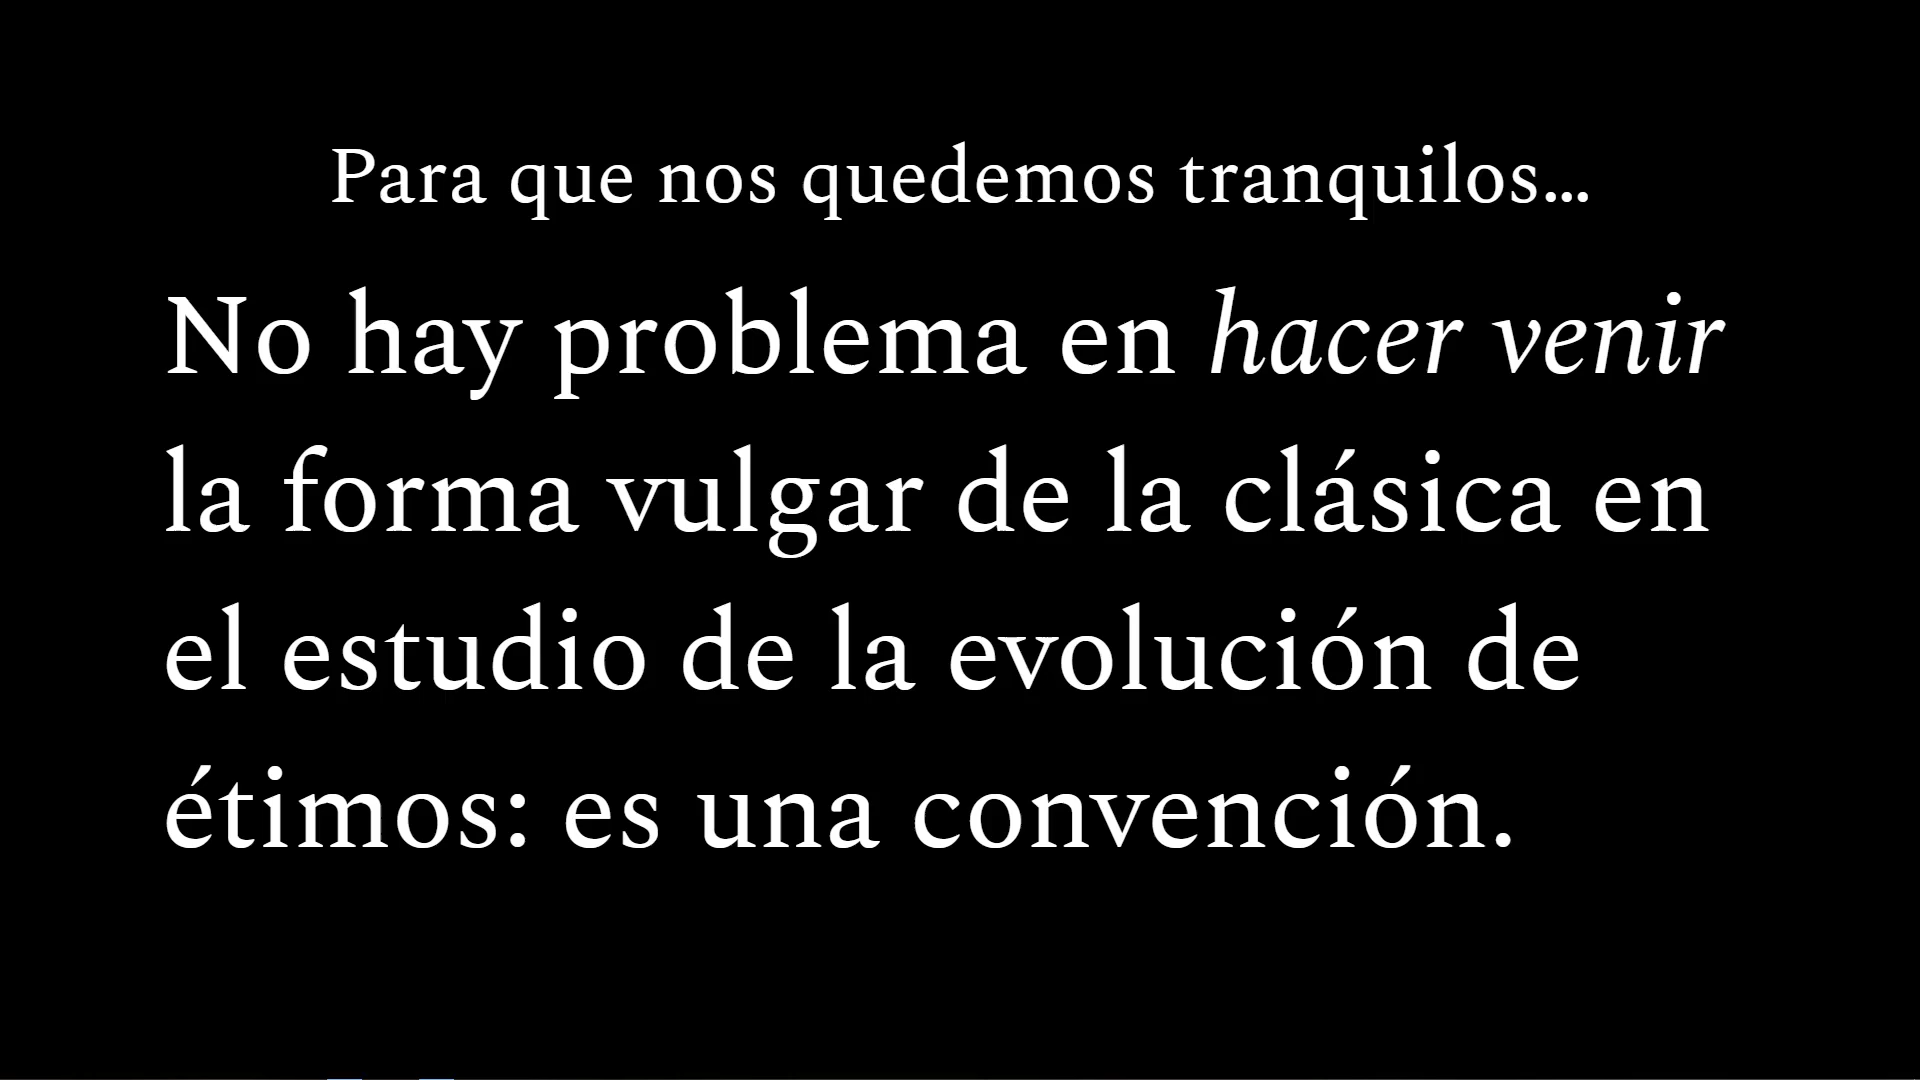 Para que nos quedemos tranquilos...
No hay problema en hacer venir
la forma vulgar de la clásica en
el estudio de la evolución de
étimos: es una convención.